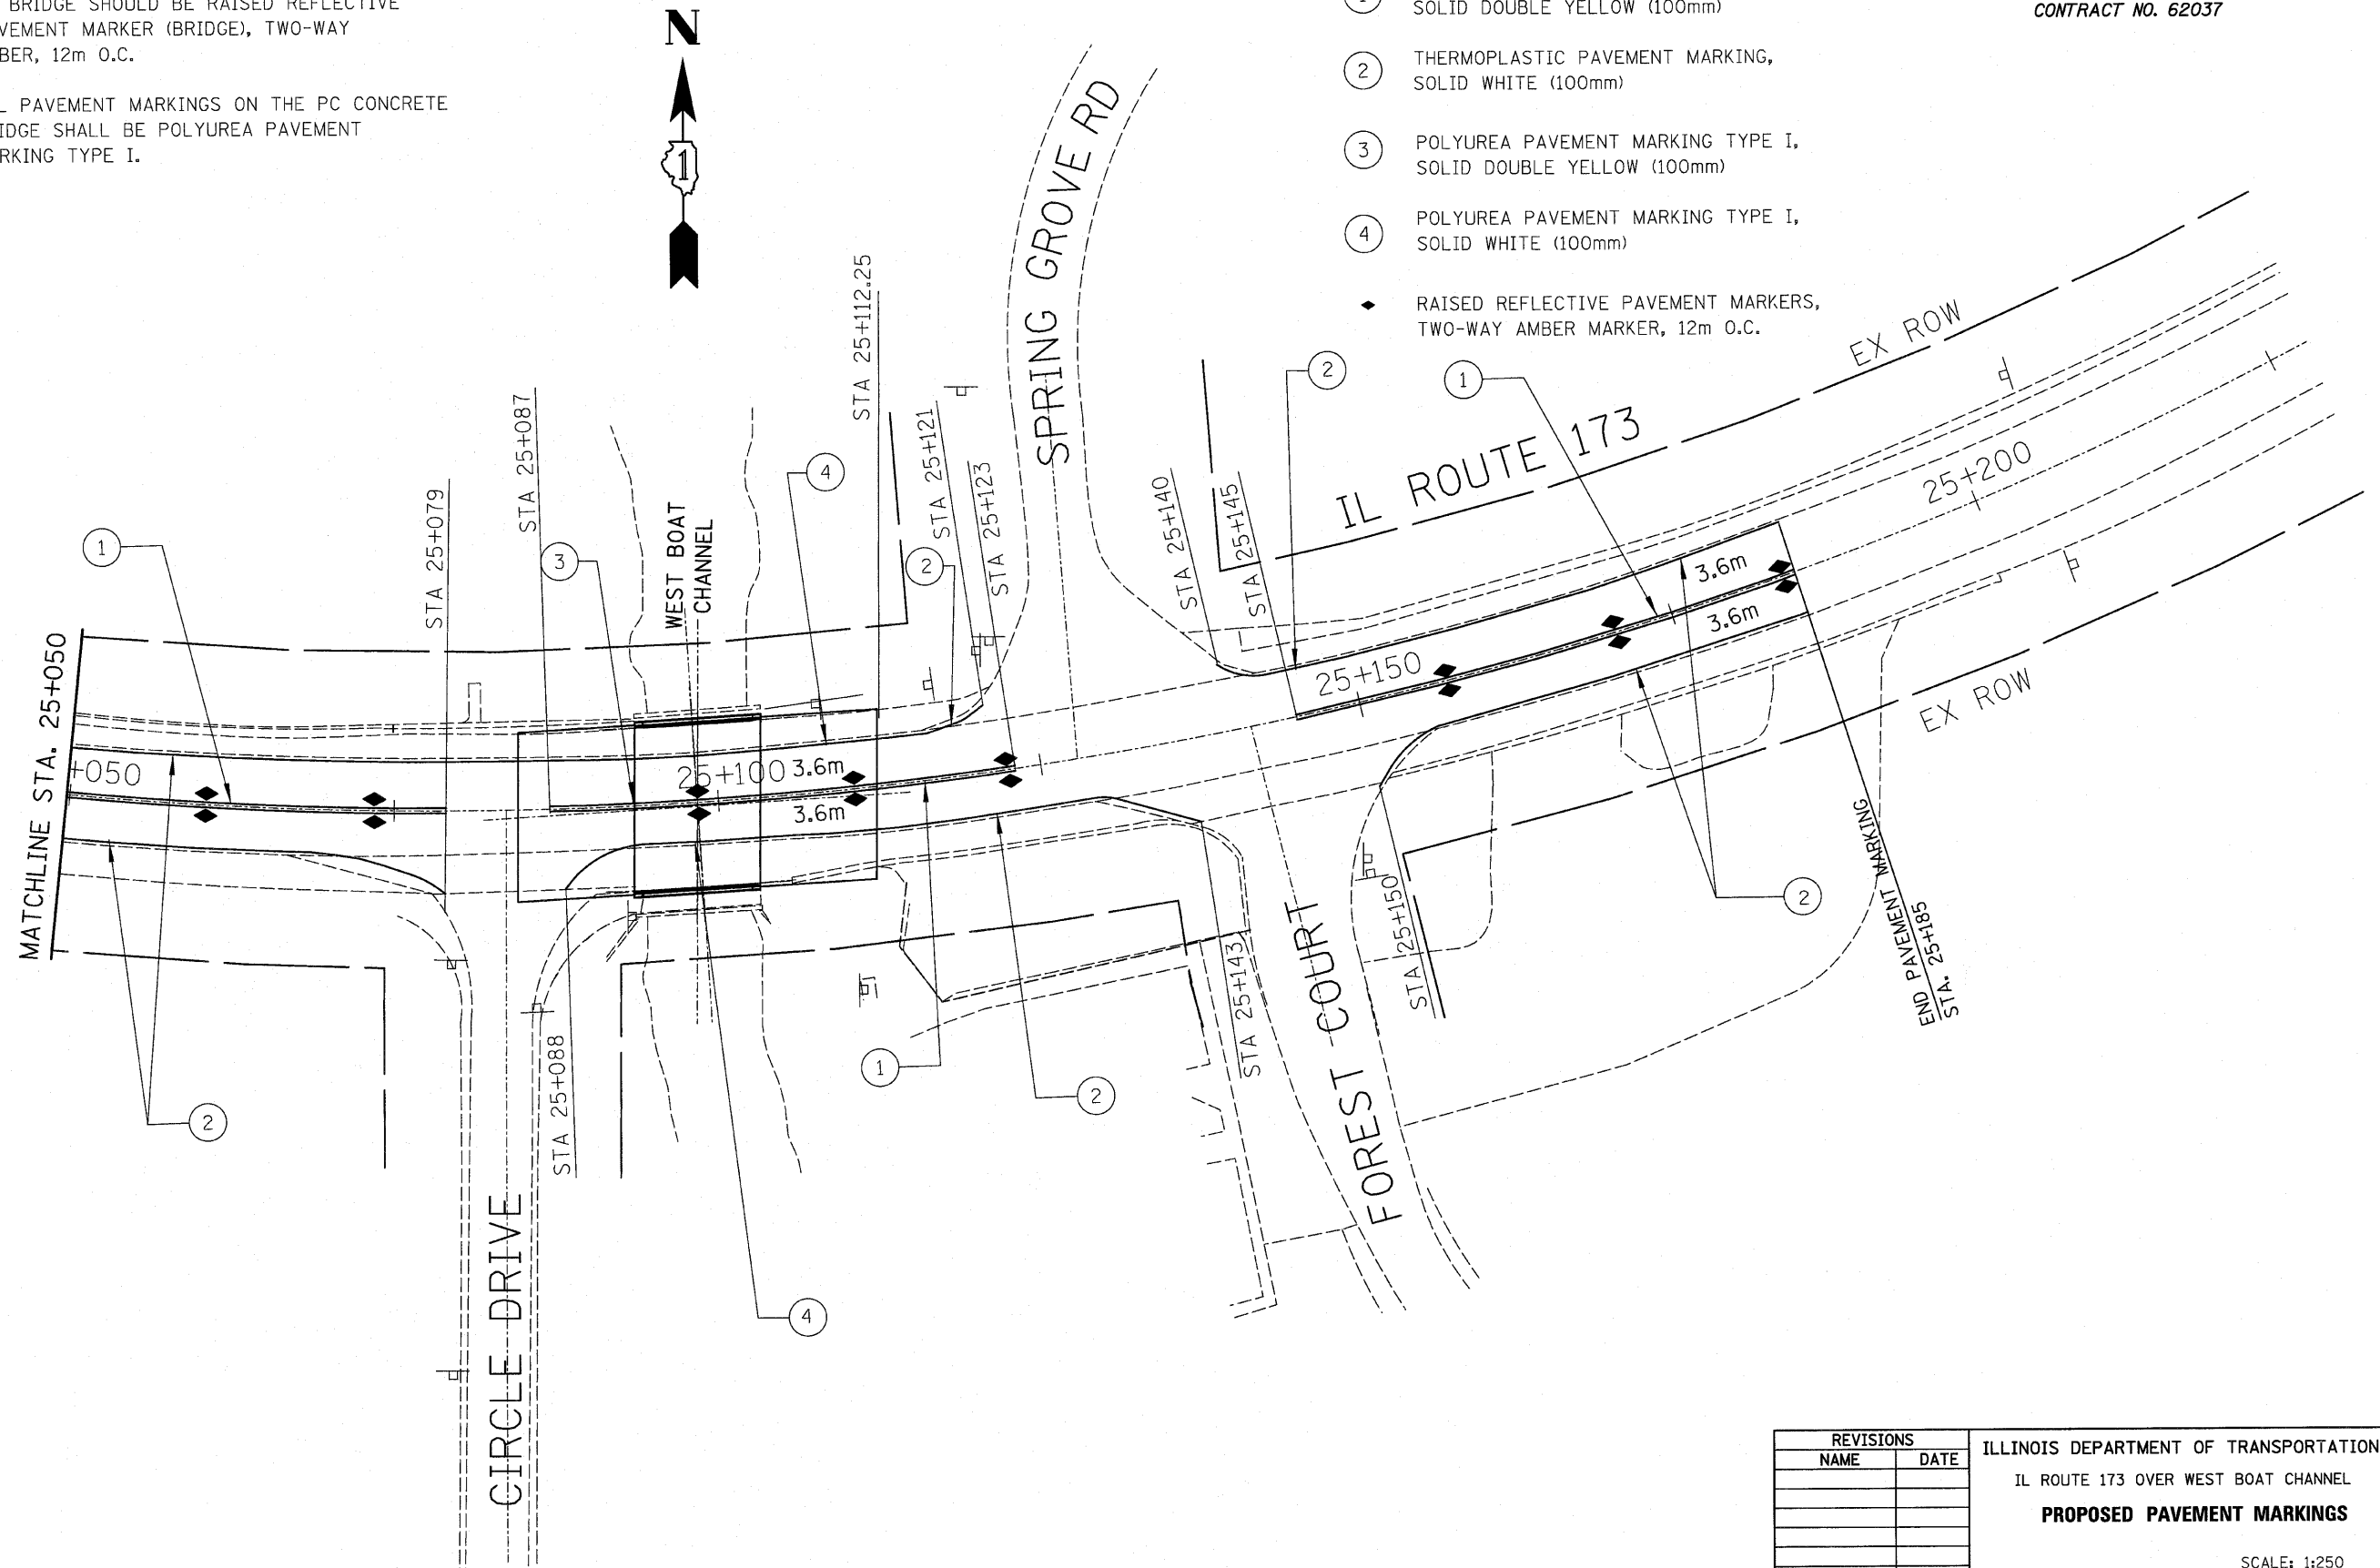 BRIDGE SHOULD BE RAISED REFLECTIVE
MARKER (BRIDGE), TWO-WAY
12m O.C.
PAVEMENT MARKINGS ON THE PC CONCRETE
SHALL BE POLYUREA PAVEMENT
TYPE I.
N
1
SOLID DOUBLE YELLOW (100mm)
2
THERMOPLASTIC PAVEMENT MARKING,
SOLID WHITE (100mm)
3
POLYUREA PAVEMENT MARKING TYPE I,
SOLID DOUBLE YELLOW (100mm)
4
POLYUREA PAVEMENT MARKING TYPE I,
SOLID WHITE (100mm)
RAISED REFLECTIVE PAVEMENT MARKERS,
TWO-WAY AMBER MARKER, 12m O.C.
CONTRACT NO. 62037
MATCHLINE STA. 25+050
+050
1
2
STA 25+079
STA 25+087
3
WEST BOAT
CHANNEL
4
STA 25+112.25
2
STA 25+121
STA 25+123
SPRING GROVE RD
STA 25+140
STA 25+145
2
1
IL ROUTE 173
EX ROW
25+100
3.6m
3.6m
25+150
3.6m
3.6m
25+200
EX ROW
STA 25+088
1
2
4
CIRCLE DRIVE
STA 25+143
FOREST COURT
STA 25+150
2
END PAVEMENT MARKING
STA. 25+185
REVISIONS
NAME DATE
ILLINOIS DEPARTMENT OF TRANSPORTATION
IL ROUTE 173 OVER WEST BOAT CHANNEL
PROPOSED PAVEMENT MARKINGS
SCALE: 1:250